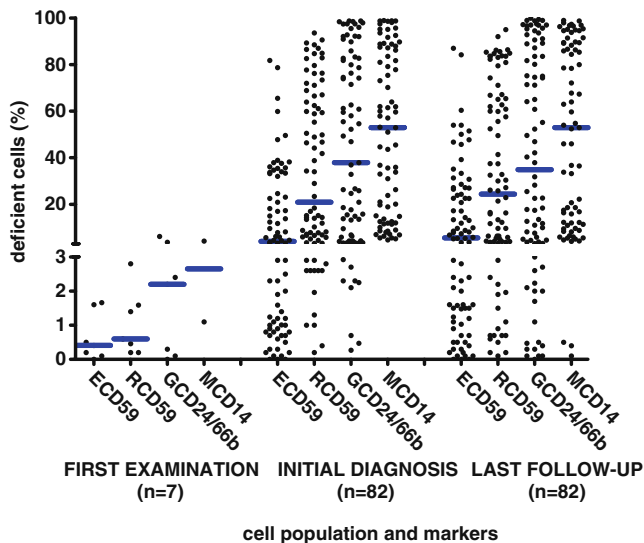 deficient cells (%)
100
80
60
40
20
3
2
1
0
ECD59
RCD59
GCD24/66b
MCD14
ECD59
RCD59
GCD24/66b
MCD14
ECD59
RCD59
GCD24/66b
MCD14
FIRST EXAMINATION
(n=7)
INITIAL DIAGNOSIS
(n=82)
LAST FOLLOW-UP
(n=82)
cell population and markers